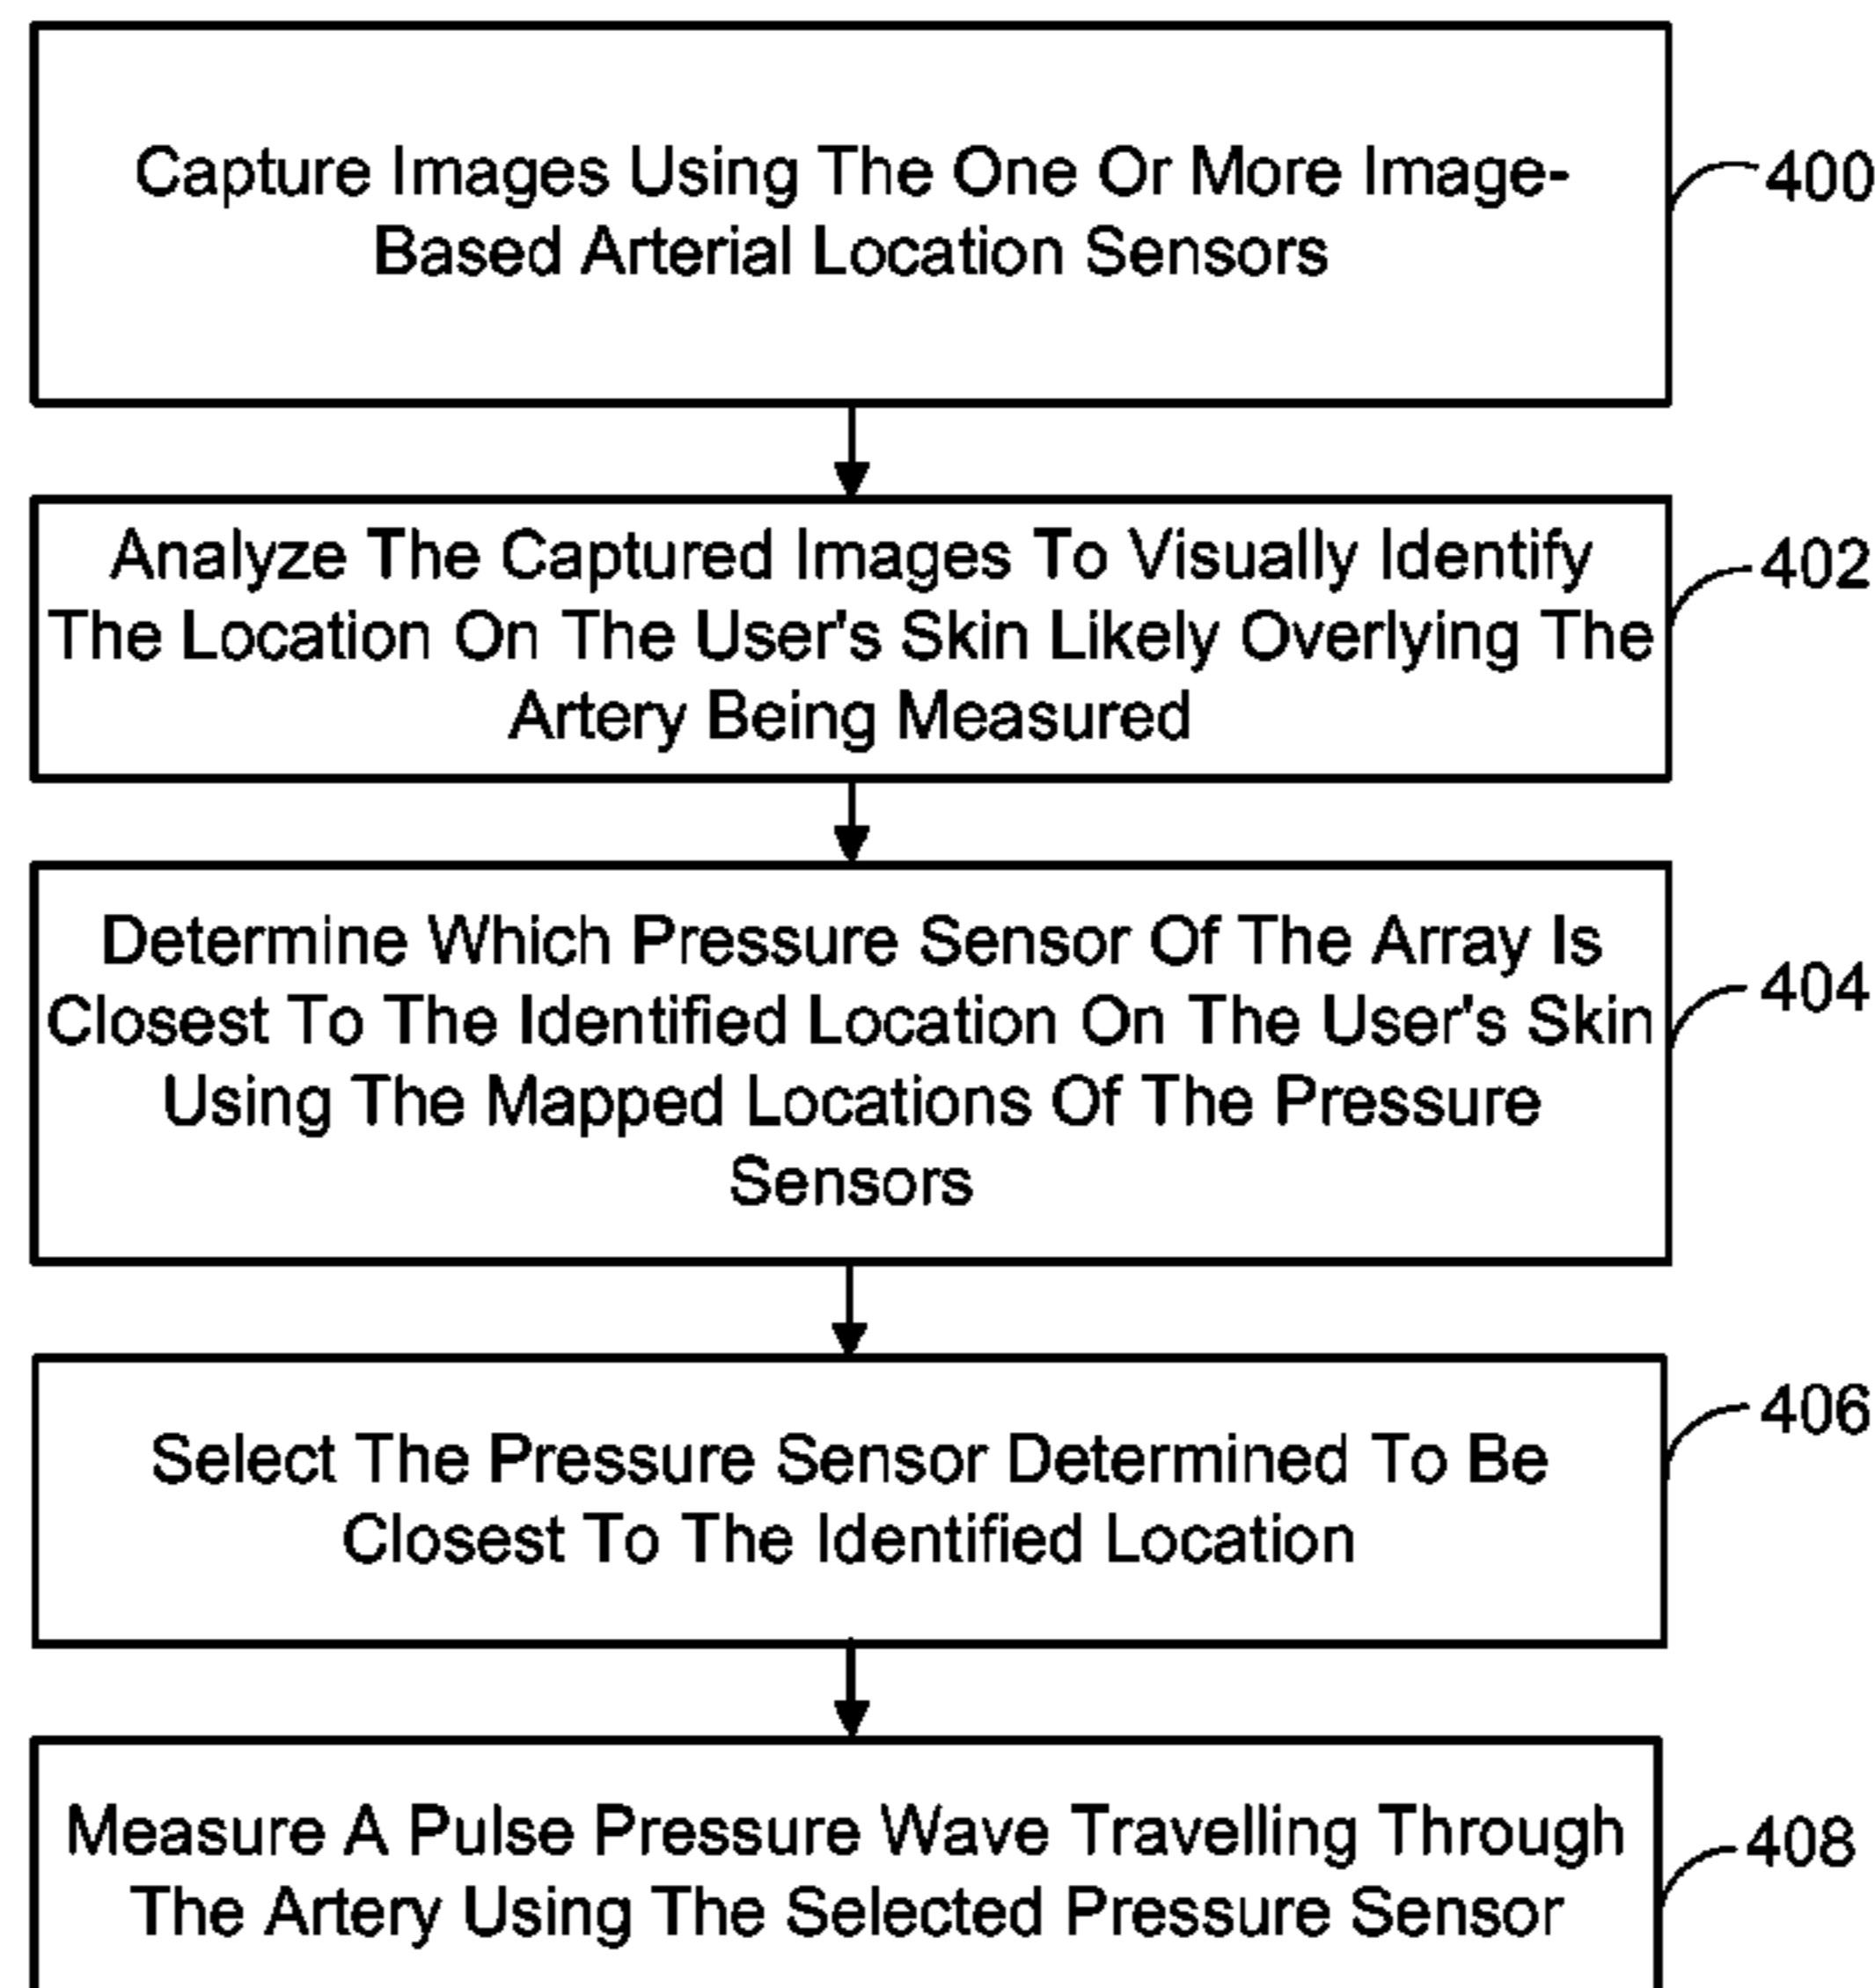 Capture Images Using The One Or More Image-
Based Arterial Location Sensors
400
Analyze The Captured Images To Visually Identify
The Location On The User's Skin Likely Overlying The
Artery Being Measured
402
Determine Which Pressure Sensor Of The Array Is
Closest To The Identified Location On The User's Skin
Using The Mapped Locations Of The Pressure
Sensors
404
Select The Pressure Sensor Determined To Be
Closest To The Identified Location
406
Measure A Pulse Pressure Wave Travelling Through
The Artery Using The Selected Pressure Sensor
408